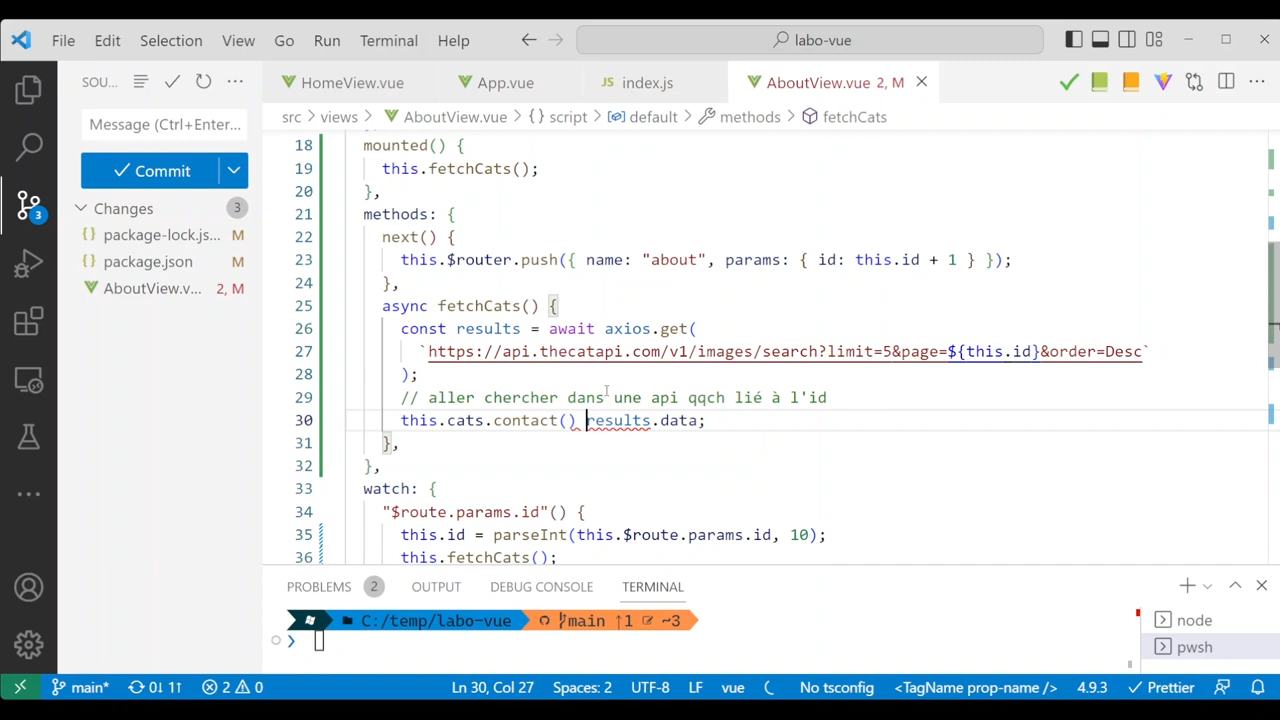 File Edit Selection View Go Run Terminal Help labo-vue
SOU... HomeView.vue App.vue JS index.js AboutView.vue 2, M
Message (Ctrl+Enter... src > views > AboutView.vue > {} script > default > methods > fetchCats
Commit
Changes 3
package-lock.js... M
package.json M
AboutView.v... 2, M
3
18 mounted() {
19 this.fetchCats();
20 },
21 methods: {
22 next() {
23 this.$router.push({ name: "about", params: { id: this.id + 1 } });
24 },
25 async fetchCats() {
26 const results = await axios.get(
27 `https://api.thecatapi.com/v1/images/search?limit=5&page=${this.id}&order=Desc`
28 );
29 // aller chercher dans une api qqch lié à l'id
30 this.cats.contact() results.data;
31 },
32 },
33 watch: {
34 "$route.params.id"() {
35 this.id = parseInt(this.$route.params.id, 10);
36 this.fetchCats();
PROBLEMS 2 OUTPUT DEBUG CONSOLE TERMINAL
C:/temp/labo-vue main ↑1 ~3
❯
node
pwsh
main* 0↓ 1↑ 2 0 Ln 30, Col 27 Spaces: 2 UTF-8 LF vue No tsconfig <TagName prop-name /> 4.9.3 Prettier